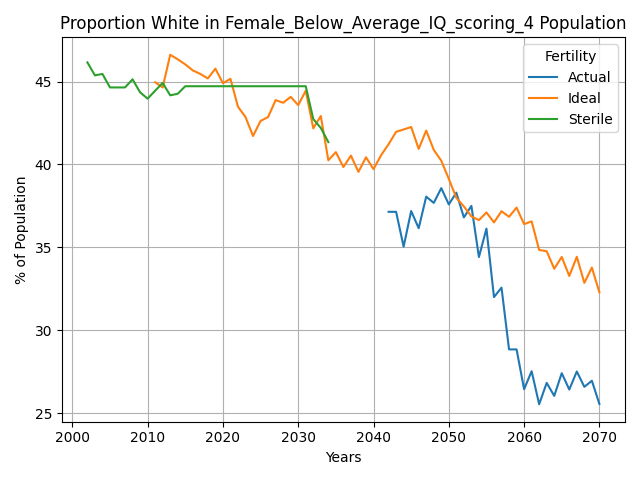 Proportion White in Female_Below_Average_IQ_scoring_4 Population
Fertility
Actual
Ideal
Sterile
% of Population
45
40
35
30
25
2000 2010 2020 2030 2040 2050 2060 2070
Years